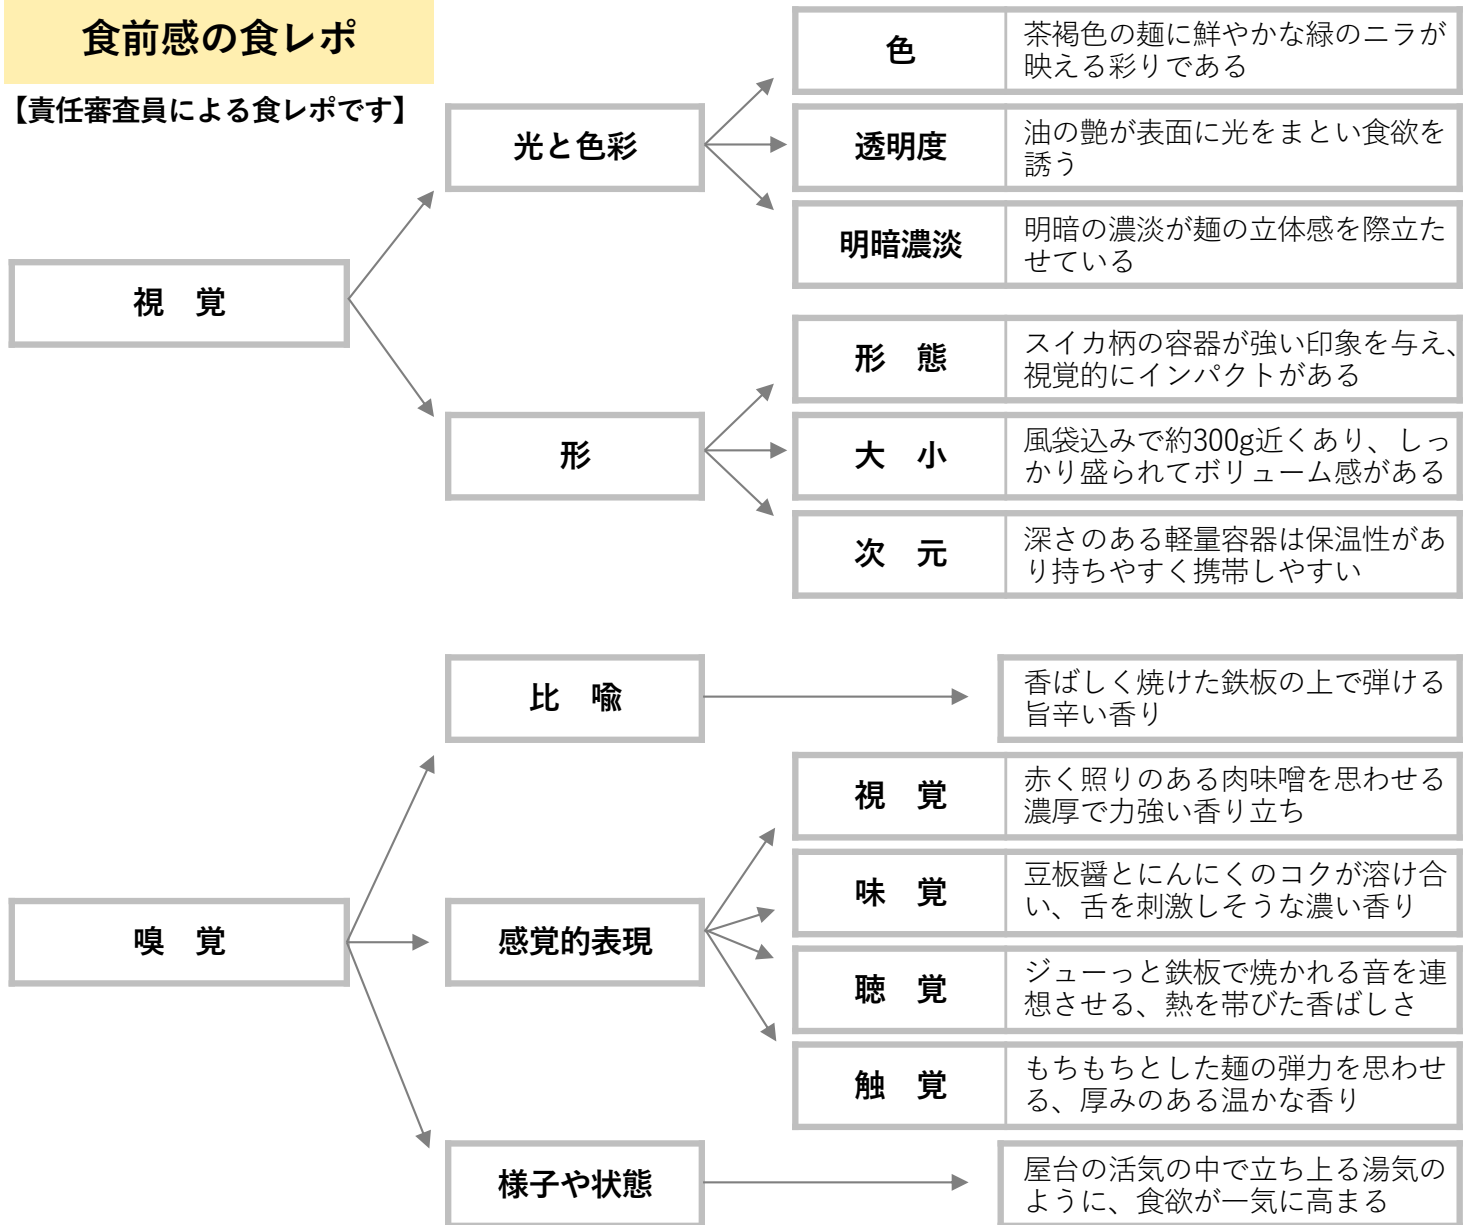 食前感の食レポ
【責任審査員による食レポです】
視　覚
光と色彩
色
茶褐色の麺に鮮やかな緑のニラが
映える彩りである
透明度
油の艶が表面に光をまとい食欲を
誘う
明暗濃淡
明暗の濃淡が麺の立体感を際立た
せている
形
形　態
スイカ柄の容器が強い印象を与え、
視覚的にインパクトがある
大　小
風袋込みで約300g近くあり、しっ
かり盛られてボリューム感がある
次　元
深さのある軽量容器は保温性があ
り持ちやすく携帯しやすい
嗅　覚
比　喩
香ばしく焼けた鉄板の上で弾ける
旨辛い香り
感覚的表現
視　覚
赤く照りのある肉味噌を思わせる
濃厚で力強い香り立ち
味　覚
豆板醤とにんにくのコクが溶け合
い、舌を刺激しそうな濃い香り
聴　覚
ジューっと鉄板で焼かれる音を連
想させる、熱を帯びた香ばしさ
触　覚
もちもちとした麺の弾力を思わせ
る、厚みのある温かな香り
様子や状態
屋台の活気の中で立ち上る湯気の
ように、食欲が一気に高まる